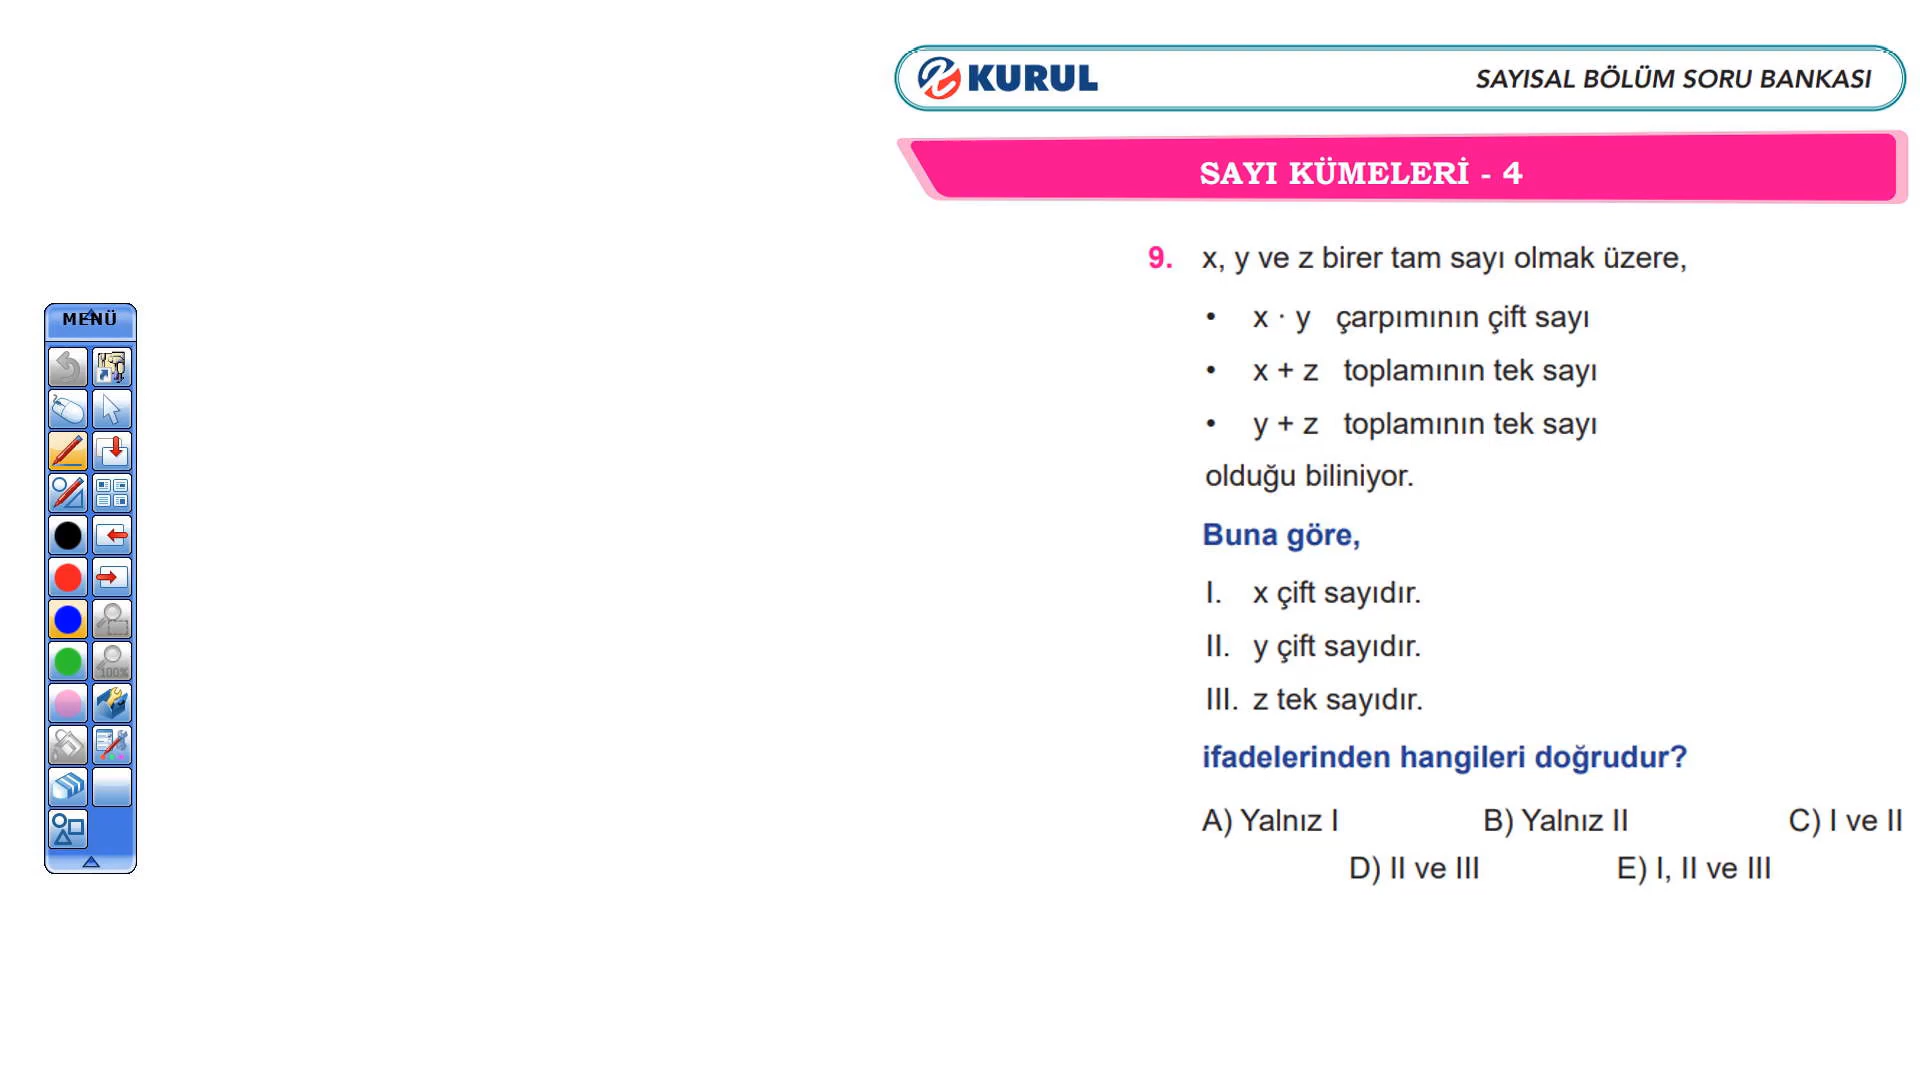 KURUL
SAYISAL BÖLÜM SORU BANKASI
SAYI KÜMELERİ - 4
9. x, y ve z birer tam sayı olmak üzere,
• x · y çarpımının çift sayı
• x + z toplamının tek sayı
• y + z toplamının tek sayı
olduğu biliniyor.
Buna göre,
I. x çift sayıdır.
II. y çift sayıdır.
III. z tek sayıdır.
ifadelerinden hangileri doğrudur?
A) Yalnız I B) Yalnız II C) I ve II
D) II ve III E) I, II ve III
MENÜ
100%